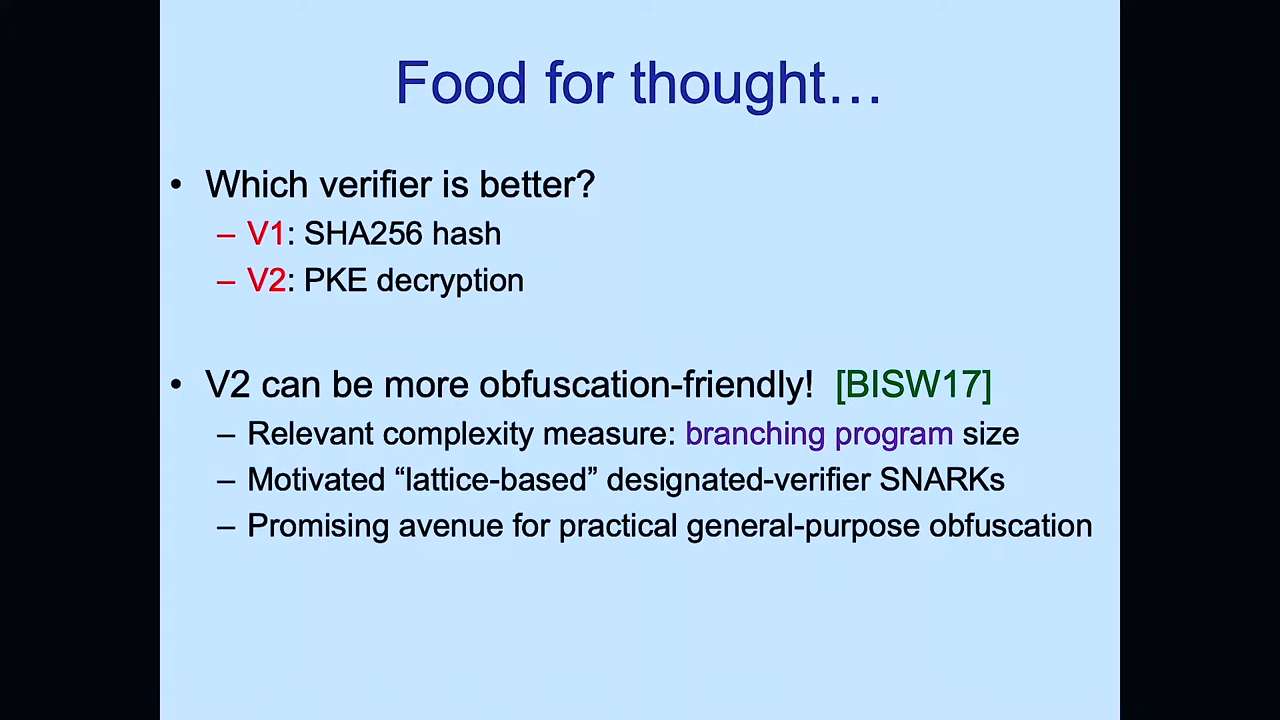 Food for thought…
• Which verifier is better?
– V1: SHA256 hash
– V2: PKE decryption
• V2 can be more obfuscation-friendly! [BISW17]
– Relevant complexity measure: branching program size
– Motivated “lattice-based” designated-verifier SNARKs
– Promising avenue for practical general-purpose obfuscation